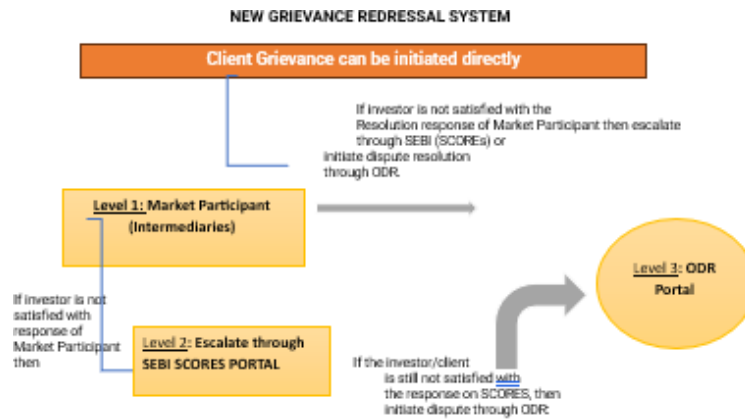 NEW GRIEVANCE REDRESSAL SYSTEM
Client Grievance can be initiated directly
If investor is not satisfied with the
Resolution response of Market Participant then escalate
through SEBI (SCOREs) or
initiate dispute resolution
through ODR.
Level 1: Market Participant
(Intermediaries)
Level 3: ODR
Portal
If investor is not
satisfied with
response of
Market Participant
then
Level 2: Escalate through
SEBI SCORES PORTAL
If the investor/client
is still not satisfied with
the response on SCORES, then
initiate dispute through ODR.